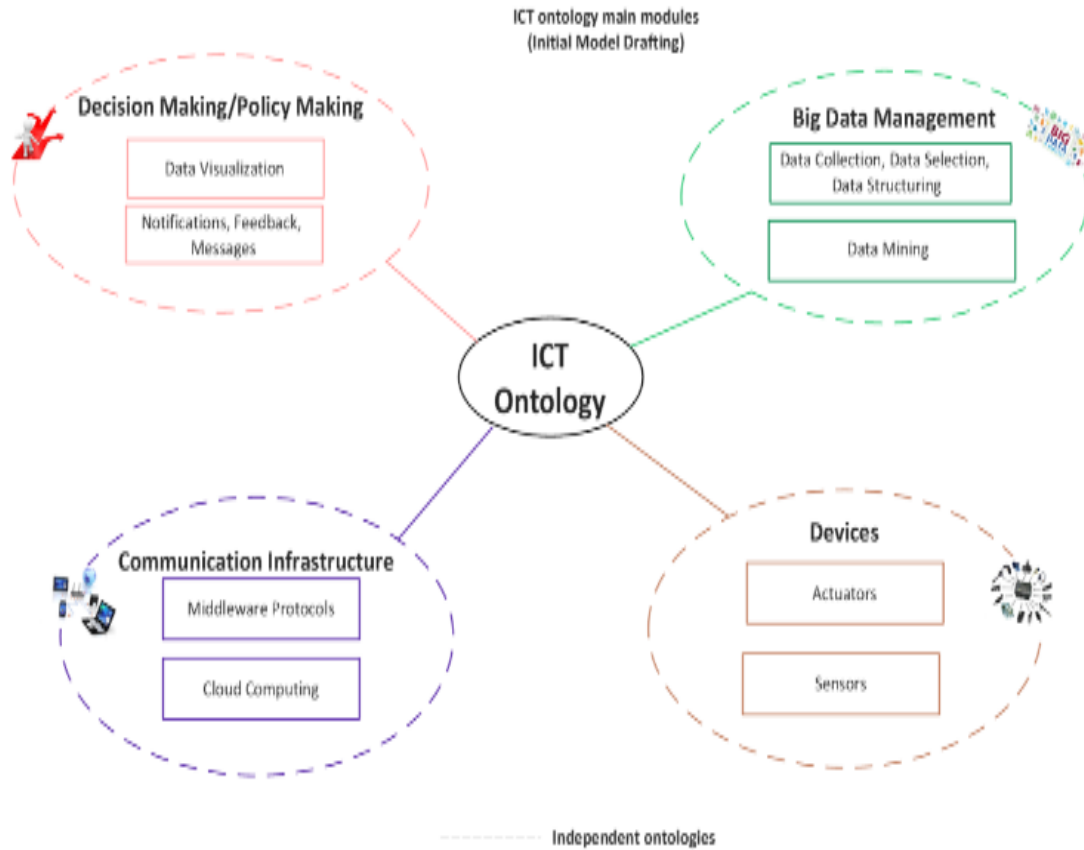 ICT ontology main modules
(Initial Model Drafting)
Decision Making/Policy Making
Data Visualization
Notifications, Feedback,
Messages
Big Data Management
BIG
DATA
Data Collection, Data Selection,
Data Structuring
Data Mining
ICT
Ontology
Communication Infrastructure
Middleware Protocols
Cloud Computing
Devices
Actuators
Sensors
Independent ontologies